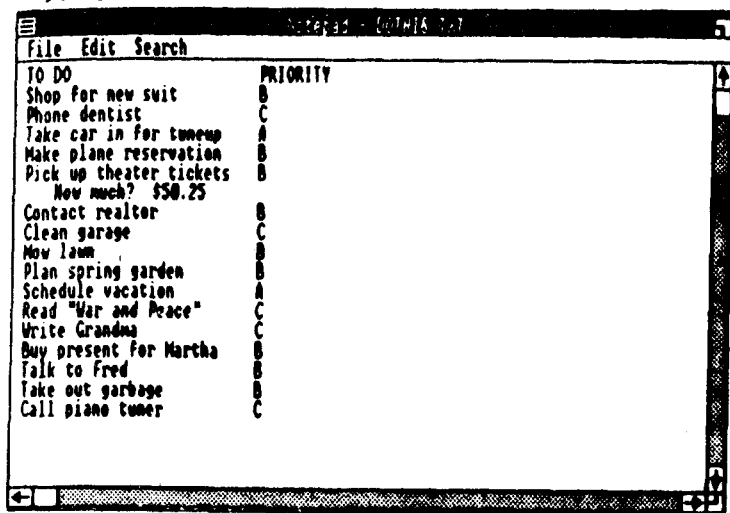 Notepad - DOTHIS.TXT
File Edit Search
TO DO PRIORITY
Shop for new suit B
Phone dentist C
Take car in for tuneup A
Make plane reservation B
Pick up theater tickets B
How much? $50.25
Contact realtor B
Clean garage C
Mow lawn B
Plan spring garden B
Schedule vacation A
Read "War and Peace" C
Write Grandma C
Buy present for Martha B
Talk to Fred B
Take out garbage B
Call piano tuner C